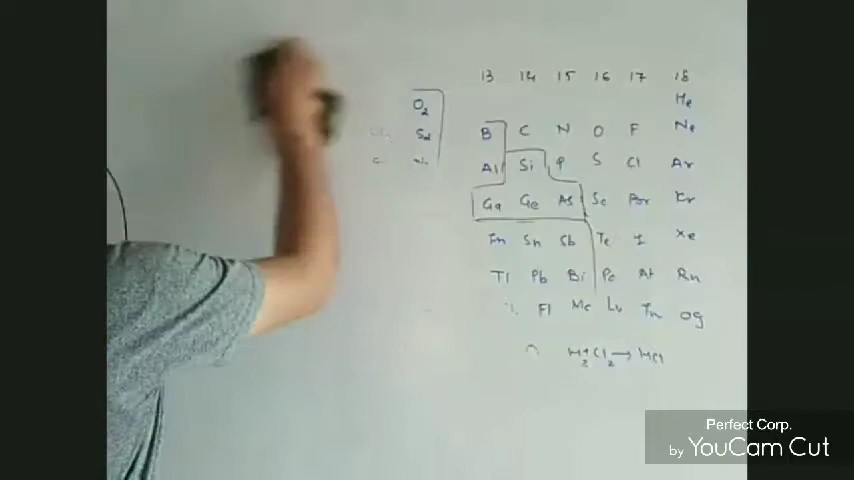 13 14 15 16 17 18
He
O₂
B C N O F Ne
Al Si P S Cl Ar
Ga Ge As Se Br Kr
In Sn Sb Te I Xe
Tl Pb Bi Po At Rn
Fl Mc Lv Tn Og
H₂+Cl₂→HCl
Perfect Corp.
by YouCam Cut